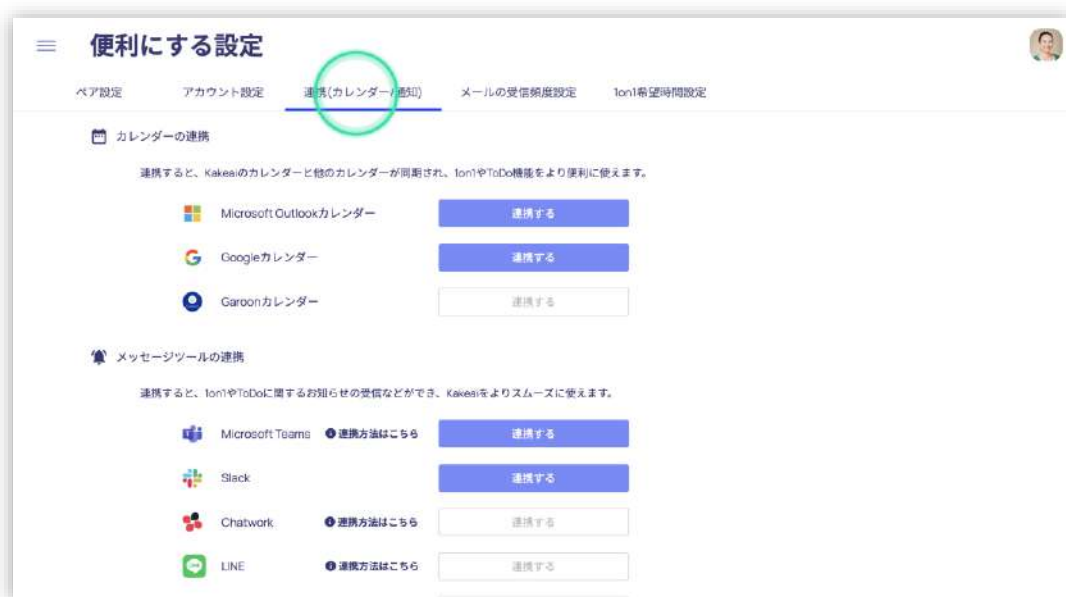 便利にする設定
ペア設定 アカウント設定 連携(カレンダー/通知) メールの受信頻度設定 1on1希望時間設定
カレンダーの連携
連携すると、Kakeaiのカレンダーと他のカレンダーが同期され、1on1やToDo機能をより便利に使えます。
Microsoft Outlookカレンダー 連携する
Googleカレンダー 連携する
Garoonカレンダー 連携する
メッセージツールの連携
連携すると、1on1やToDoに関するお知らせの受信などができ、Kakeaiをよりスムーズに使えます。
Microsoft Teams 連携方法はこちら 連携する
Slack 連携する
Chatwork 連携方法はこちら 連携する
LINE 連携方法はこちら 連携する